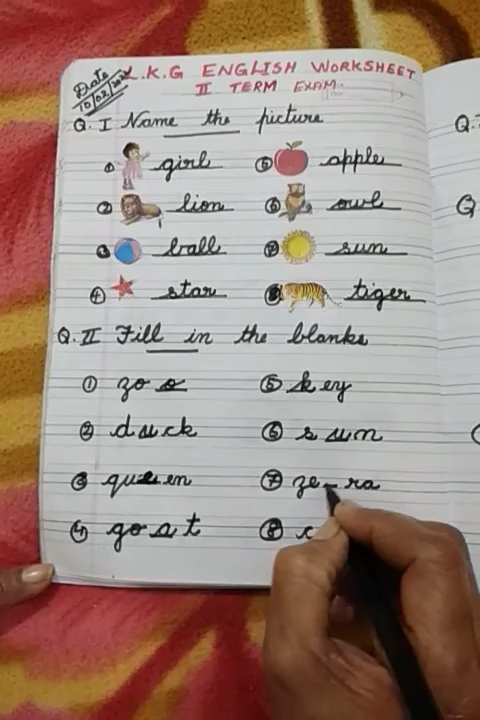 Date
10/02/2024
L.K.G ENGLISH WORKSHEET
II TERM EXAM
Q.I Name the picture
① girl ⑤ apple
② lion ⑥ owl
③ ball ⑦ sun
④ star ⑧ tiger
Q.II Fill in the blanks
① zoo ⑤ key
② duck ⑥ sun
③ queen ⑦ ze_ra
④ goat ⑧ c
Q.
Q